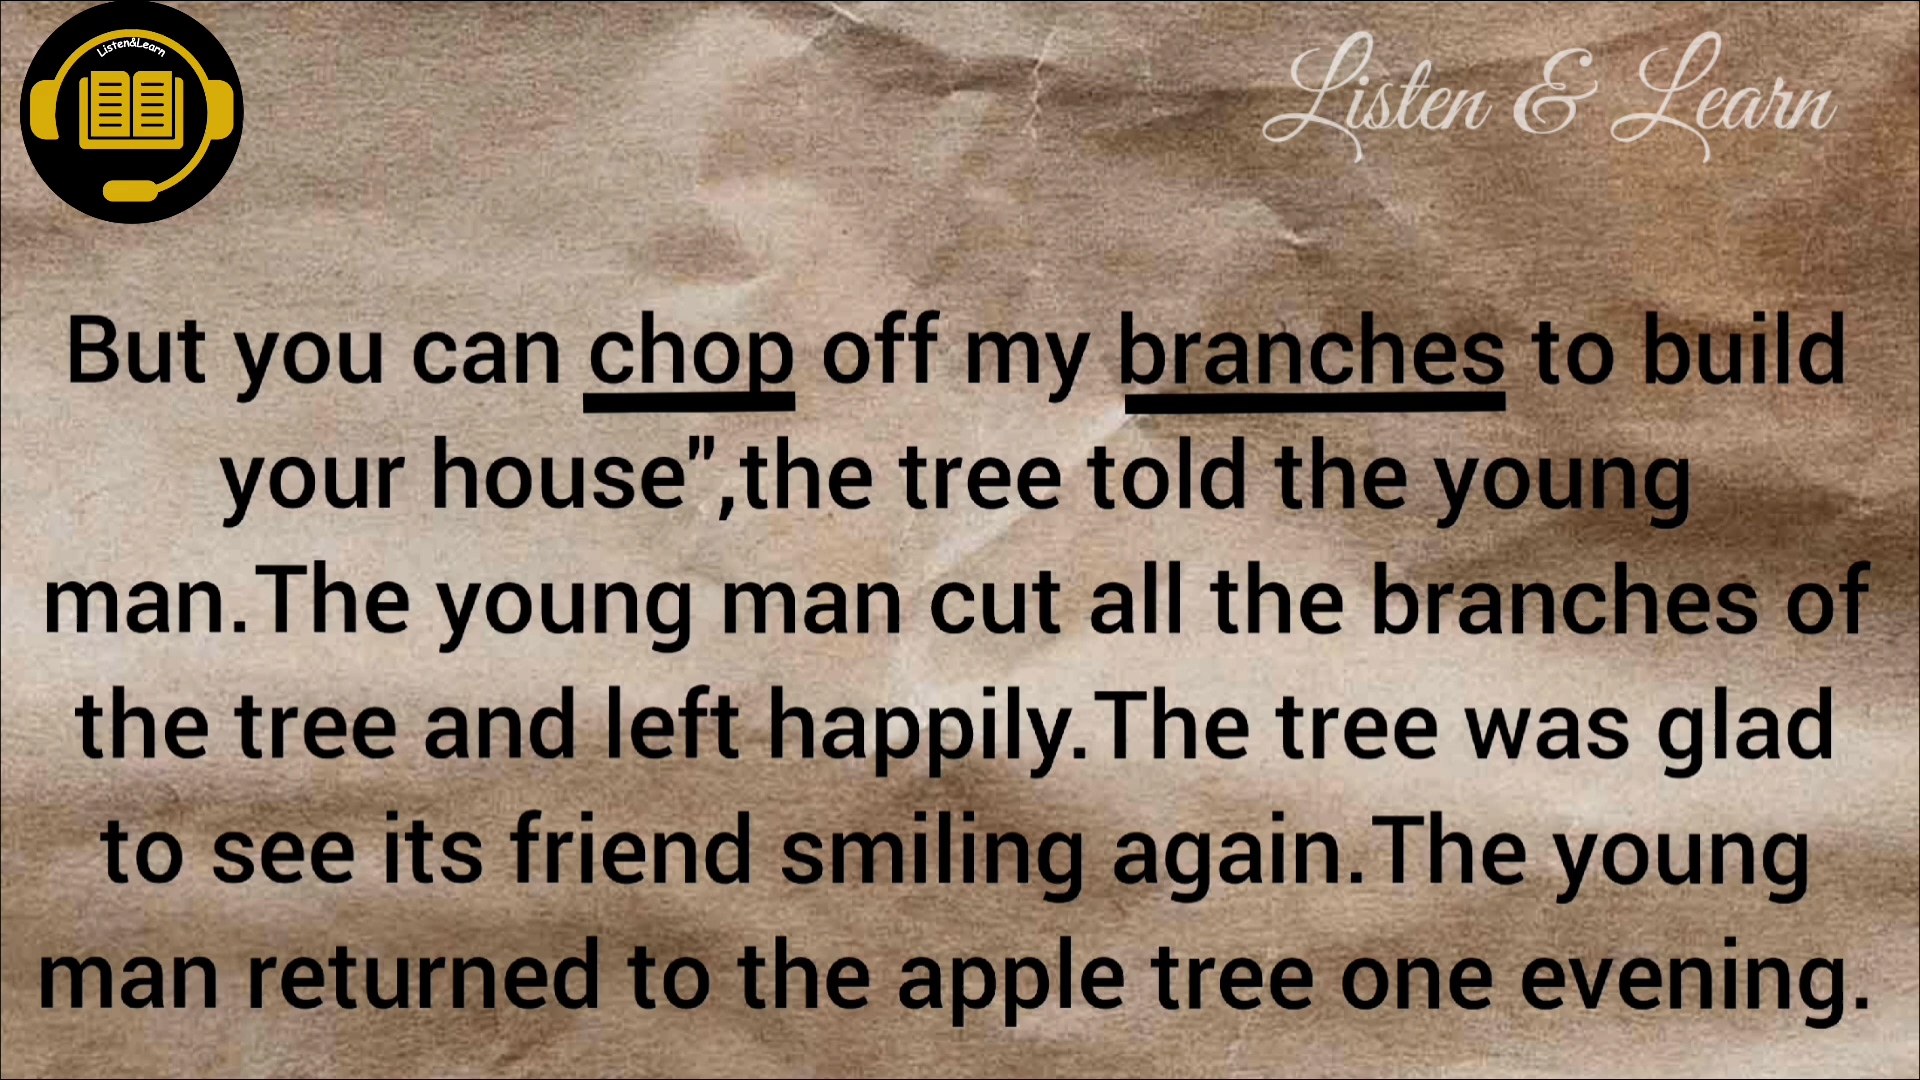 Listen&Learn
Listen & Learn
But you can chop off my branches to build
your house",the tree told the young
man.The young man cut all the branches of
the tree and left happily.The tree was glad
to see its friend smiling again.The young
man returned to the apple tree one evening.